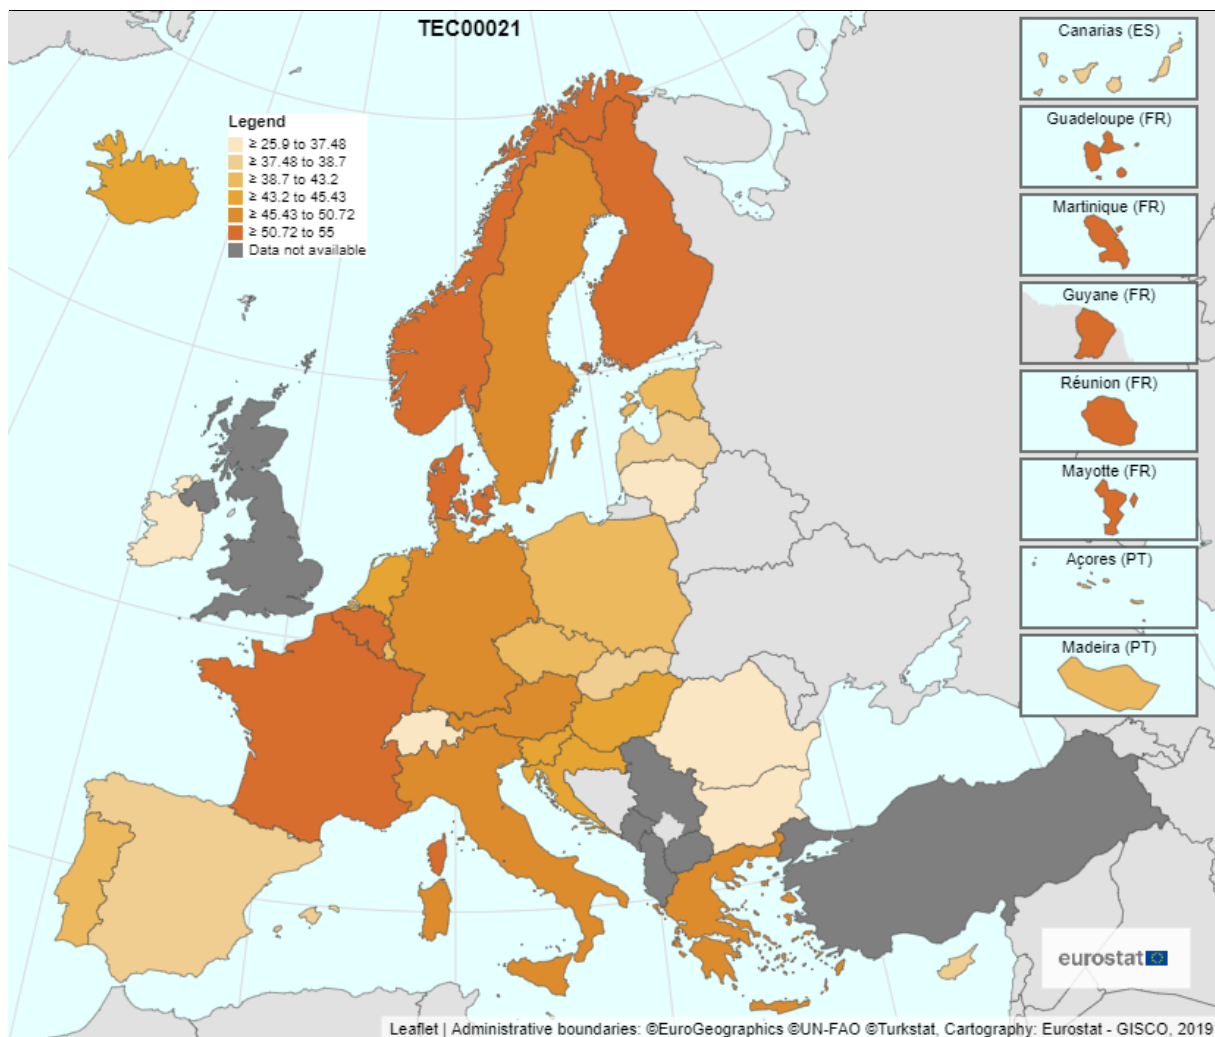 TEC00021
Legend
≥ 25.9 to 37.48
≥ 37.48 to 38.7
≥ 38.7 to 43.2
≥ 43.2 to 45.43
≥ 45.43 to 50.72
≥ 50.72 to 55
Data not available
Canarias (ES)
Guadeloupe (FR)
Martinique (FR)
Guyane (FR)
Réunion (FR)
Mayotte (FR)
Açores (PT)
Madeira (PT)
eurostat
Leaflet | Administrative boundaries: ©EuroGeographics ©UN-FAO ©Turkstat, Cartography: Eurostat - GISCO, 2019